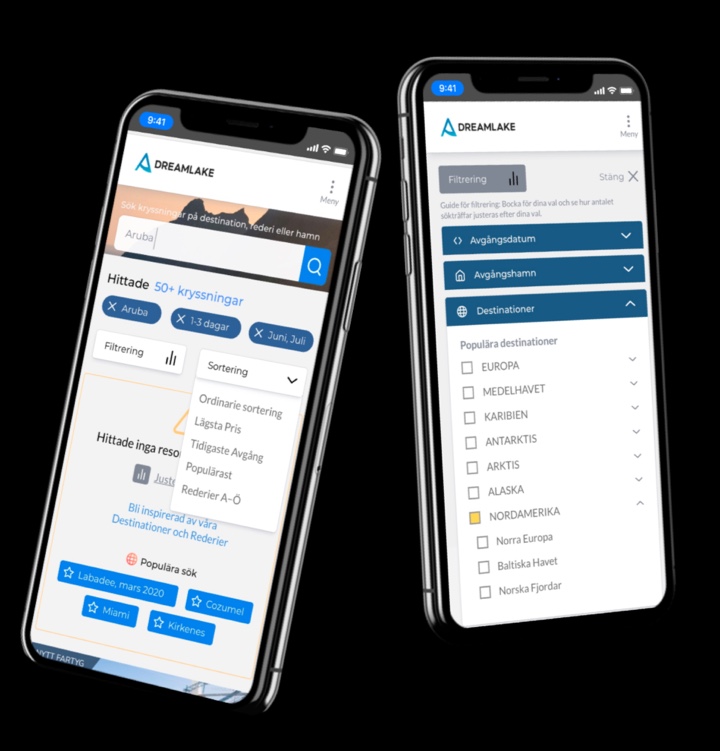 9:41
DREAMLAKE
Meny
Sök kryssningar på destination, rederi eller hamn
Aruba
Hittade 50+ kryssningar
Aruba
1-3 dagar
Juni, Juli
Filtrering
Sortering
Ordinarie sortering
Lägsta Pris
Tidigaste Avgång
Populärast
Rederier A-Ö
Hittade inga
Bli inspirerad av våra
Destinationer och Rederier
Populära sök
Labadee, mars 2020
Cozumel
Miami
Kirkenes
NYTT FARTYG
9:41
DREAMLAKE
Meny
Filtrering
Stäng
Guide för filtrering: Bocka för dina val och se hur antalet
sökträffar justeras efter dina val.
Avgångsdatum
Avgångshamn
Destinationer
Populära destinationer
EUROPA
MEDELHAVET
KARIBIEN
ANTARKTIS
ARKTIS
ALASKA
NORDAMERIKA
Norra Europa
Baltiska Havet
Norska Fjordar